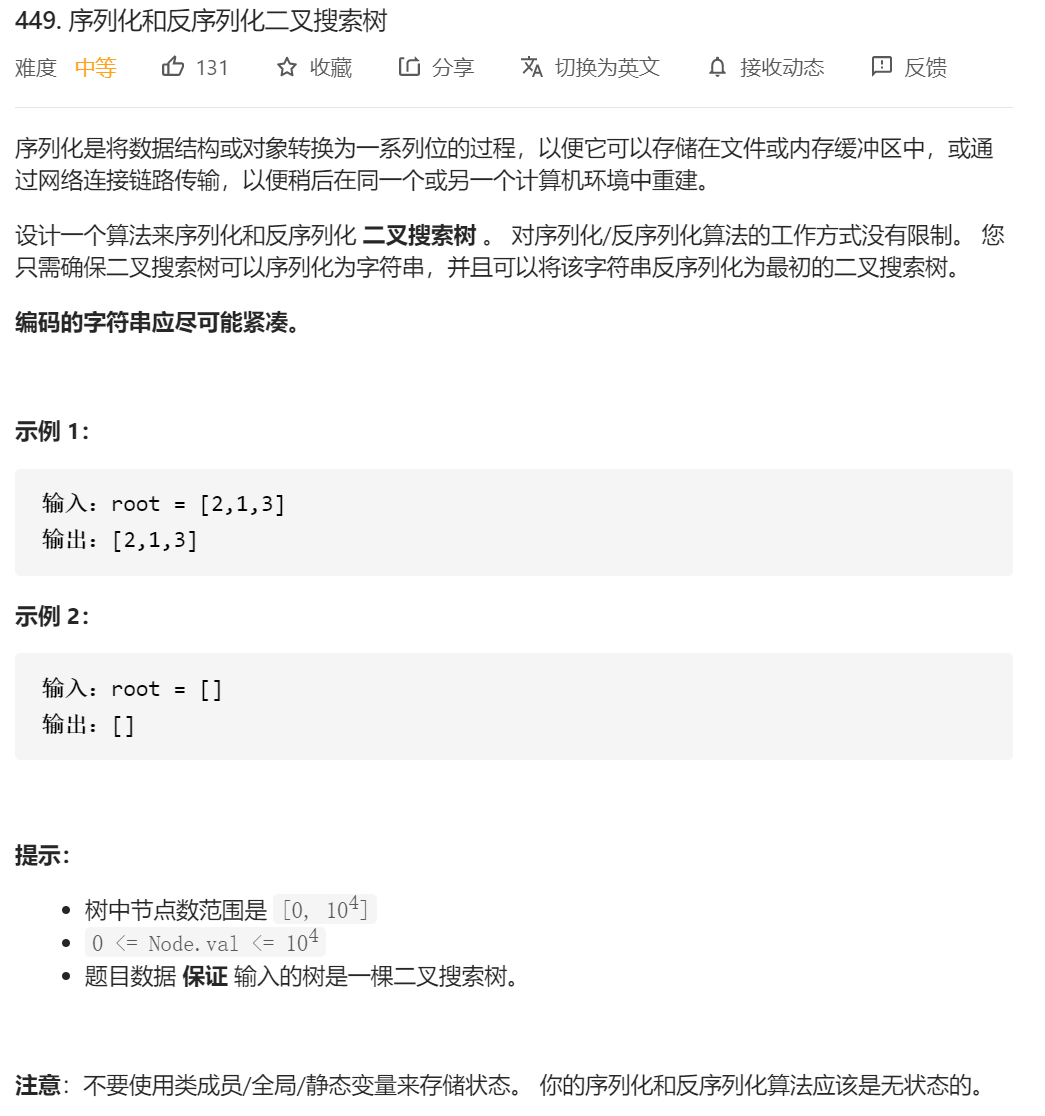 449. 序列化和反序列化二叉搜索树
难度 中等 131 收藏 分享 切换为英文 接收动态 反馈
序列化是将数据结构或对象转换为一系列位的过程，以便它可以存储在文件或内存缓冲区中，或通
过网络连接链路传输，以便稍后在同一个或另一个计算机环境中重建。
设计一个算法来序列化和反序列化 二叉搜索树 。 对序列化/反序列化算法的工作方式没有限制。 您
只需确保二叉搜索树可以序列化为字符串，并且可以将该字符串反序列化为最初的二叉搜索树。
编码的字符串应尽可能紧凑。
示例 1：
输入：root = [2,1,3]
输出：[2,1,3]
示例 2：
输入：root = []
输出：[]
提示：
• 树中节点数范围是 [0, 10⁴]
• 0 <= Node.val <= 10⁴
• 题目数据 保证 输入的树是一棵二叉搜索树。
注意：不要使用类成员/全局/静态变量来存储状态。 你的序列化和反序列化算法应该是无状态的。